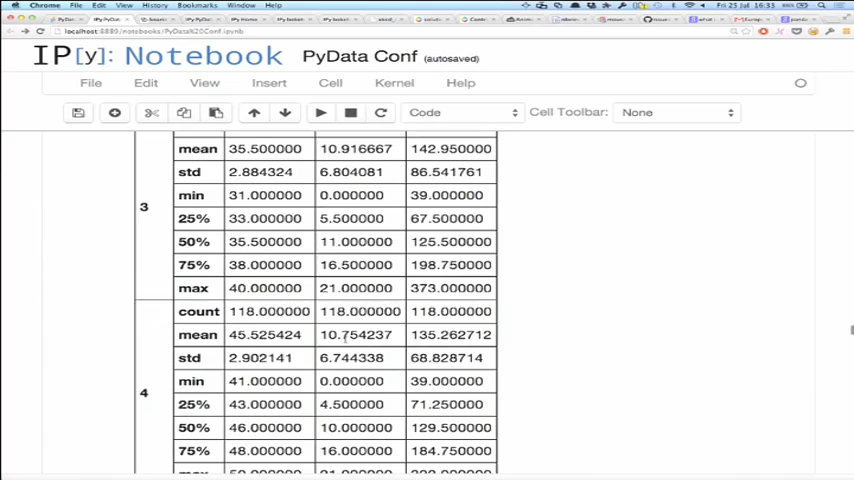 Chrome File Edit View History Bookmarks Window Help Fri 25 Jul 16:33
localhost:8889/notebooks/PyData%20Conf.ipynb
IP[y]: Notebook PyData Conf (autosaved)
File Edit View Insert Cell Kernel Help
Code Cell Toolbar: None
mean 35.500000 10.916667 142.950000
std 2.884324 6.804081 86.541761
min 31.000000 0.000000 39.000000
3
25% 33.000000 5.500000 67.500000
50% 35.500000 11.000000 125.500000
75% 38.000000 16.500000 198.750000
max 40.000000 21.000000 373.000000
count 118.000000 118.000000 118.000000
mean 45.525424 10.754237 135.262712
std 2.902141 6.744338 68.828714
min 41.000000 0.000000 39.000000
4
25% 43.000000 4.500000 71.250000
50% 46.000000 10.000000 129.500000
75% 48.000000 16.000000 184.750000